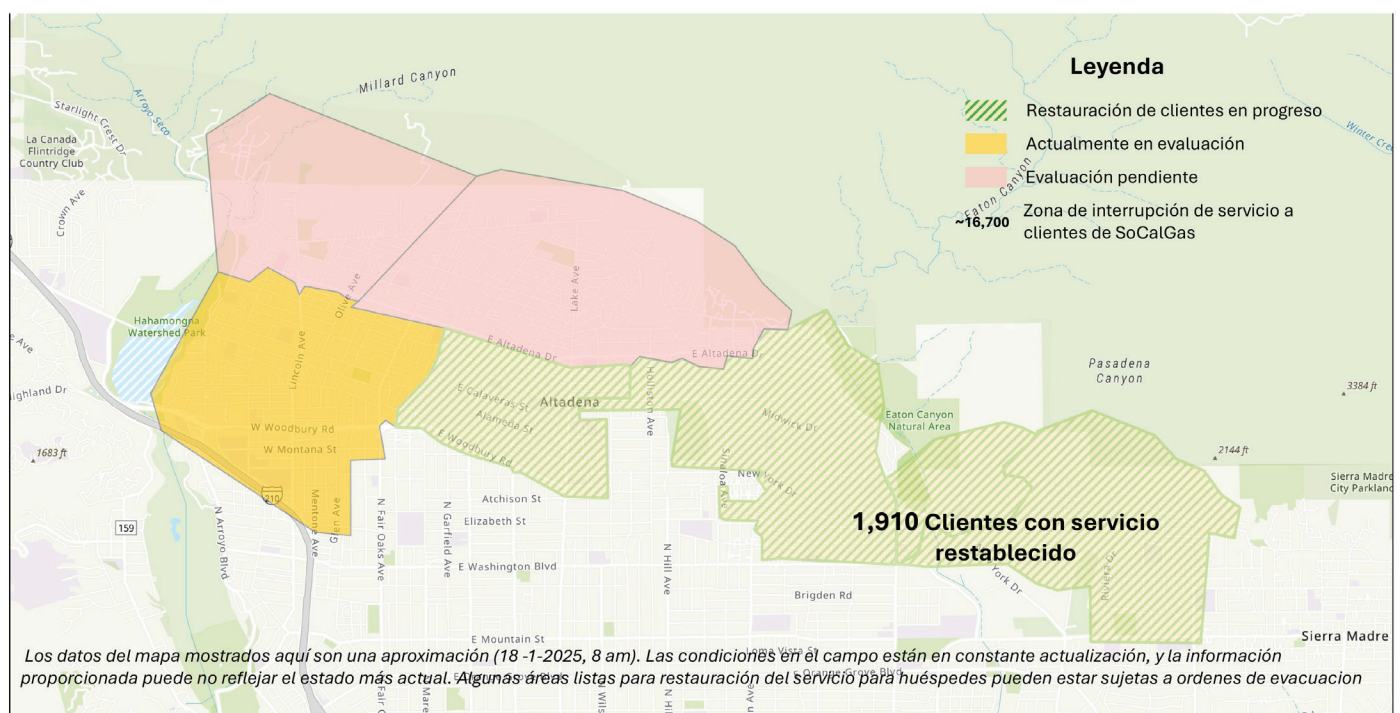 Leyenda
Restauración de clientes en progreso
Actualmente en evaluación
Evaluación pendiente
~16,700
Zona de interrupción de servicio a
clientes de SoCalGas
Millard Canyon
Arroyo Seco
Starlight Crest Dr
La Canada
Flintridge
Country Club
Crown Ave
Eaton Canyon
Olive Ave
Lake Ave
Hahamongna
Watershed Park
Lincoln Ave
E Altadena Dr
E Altadena Dr
Pasadena
Canyon
3384 ft
E Calaveras St
Altadena
Holliston Ave
Alameda St
Midwick Dr
Eaton Canyon
Natural Area
W Woodbury Rd
E Woodbury Rd
W Montana St
1683 ft
2144 ft
Sinaloa Ave
New York Dr
Sierra Madre
City Parkland
210
Mentone Ave
Glen Ave
Atchison St
159
N Arroyo Blvd
N Fair Oaks Ave
N Garfield Ave
Elizabeth St
1,910 Clientes con servicio
restablecido
N Hill Ave
E Washington Blvd
York Dr
Riviera Dr
Brigden Rd
E Mountain St
Sierra Madre
Loma Vista St
Los datos del mapa mostrados aquí son una aproximación (18 -1-2025, 8 am). Las condiciones en el campo están en constante actualización, y la información
proporcionada puede no reflejar el estado más actual. Algunas áreas listas para restauración del servicio para huéspedes pueden estar sujetas a ordenes de evacuacion
E Orange Grove Blvd